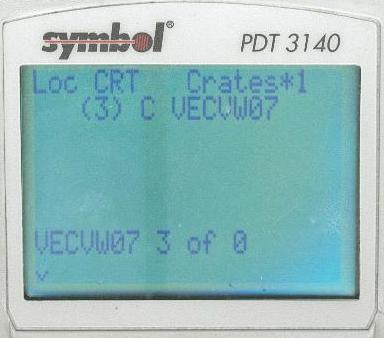 symbol® PDT 3140
Loc CRT Crates*1
(3) C VECVW07
VECVW07 3 of 0
v